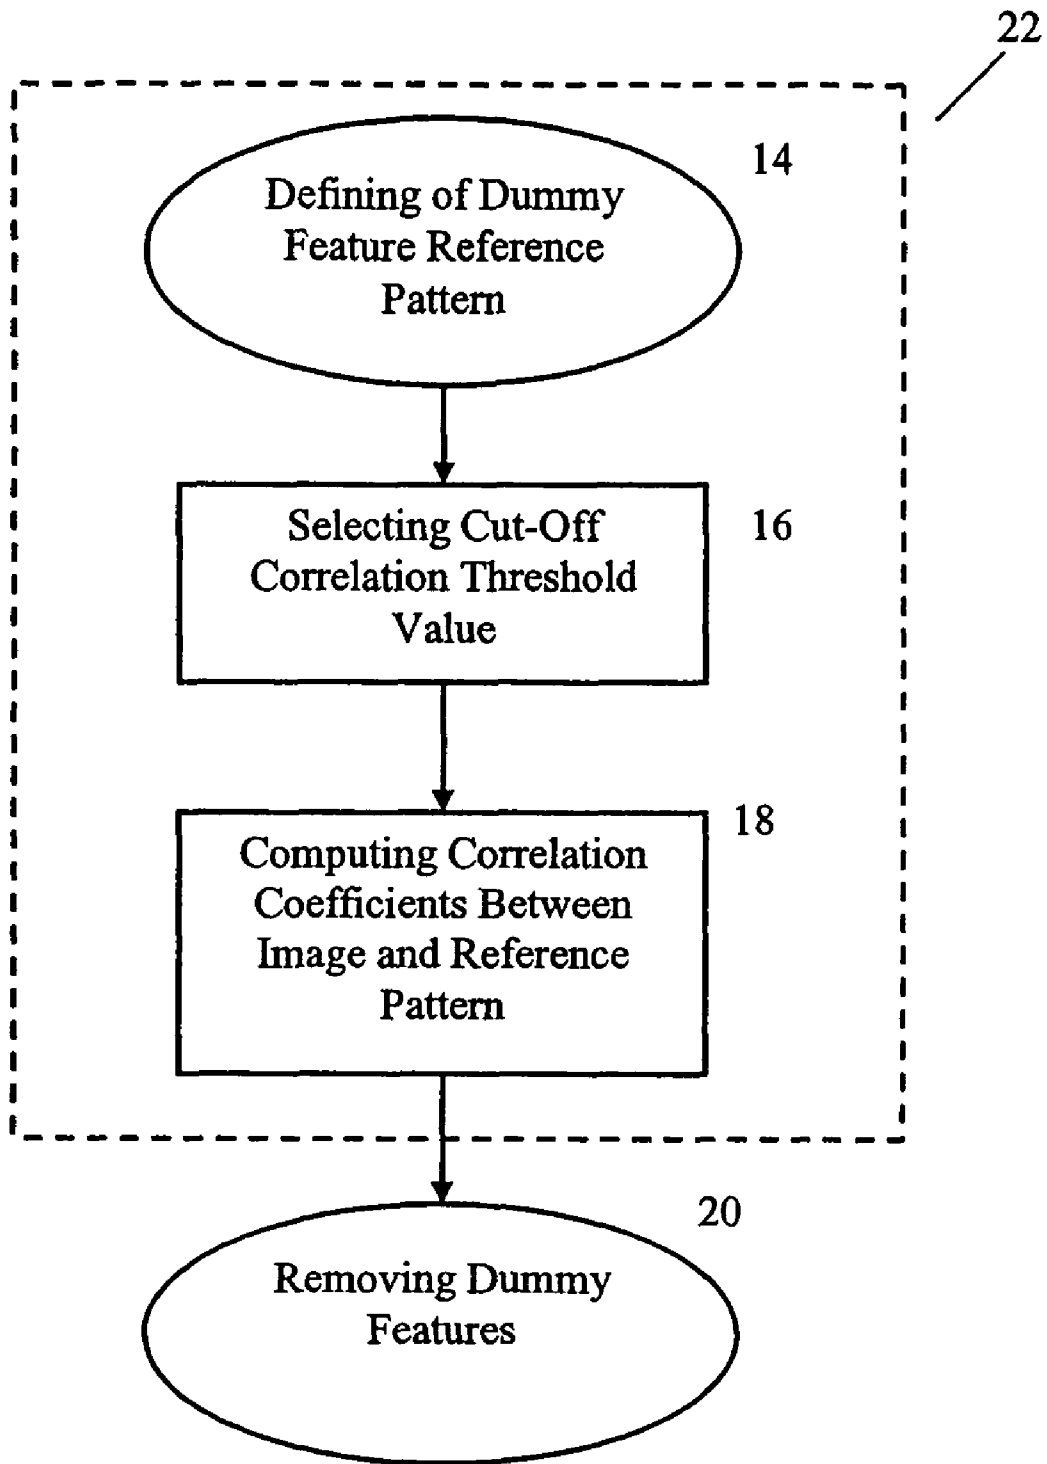 22
14
Defining of Dummy
Feature Reference
Pattern
16
Selecting Cut-Off
Correlation Threshold
Value
18
Computing Correlation
Coefficients Between
Image and Reference
Pattern
20
Removing Dummy
Features